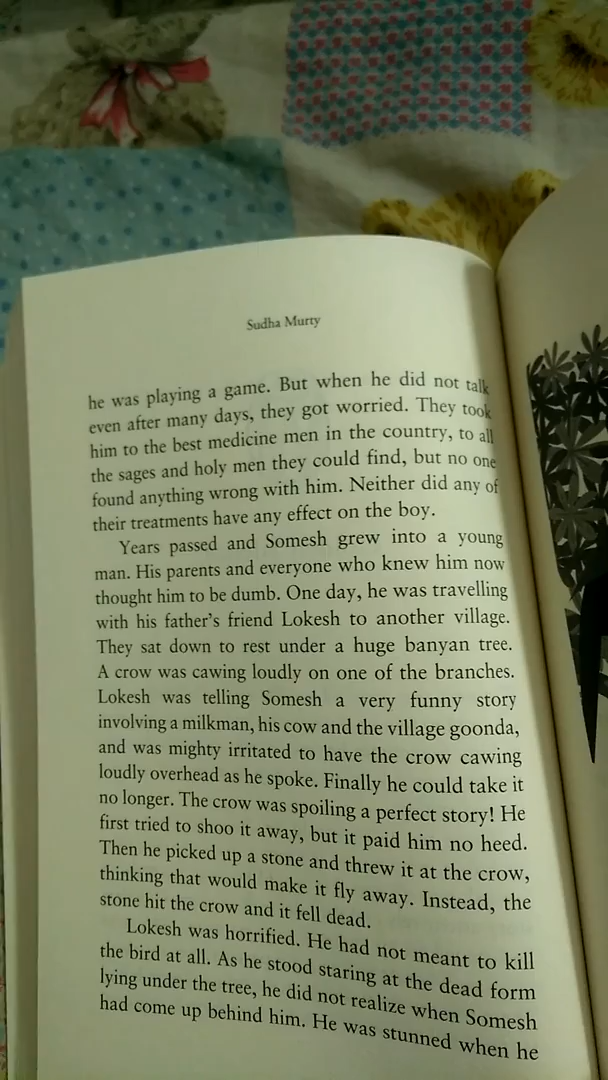 Sudha Murty
he was playing a game. But when he did not talk
even after many days, they got worried. They took
him to the best medicine men in the country, to all
the sages and holy men they could find, but no one
found anything wrong with him. Neither did any of
their treatments have any effect on the boy.
Years passed and Somesh grew into a young
man. His parents and everyone who knew him now
thought him to be dumb. One day, he was travelling
with his father's friend Lokesh to another village.
They sat down to rest under a huge banyan tree.
A crow was cawing loudly on one of the branches.
Lokesh was telling Somesh a very funny story
involving a milkman, his cow and the village goonda,
and was mighty irritated to have the crow cawing
loudly overhead as he spoke. Finally he could take it
no longer. The crow was spoiling a perfect story! He
first tried to shoo it away, but it paid him no heed.
Then he picked up a stone and threw it at the crow,
thinking that would make it fly away. Instead, the
stone hit the crow and it fell dead.
Lokesh was horrified. He had not meant to kill
the bird at all. As he stood staring at the dead form
lying under the tree, he did not realize when Somesh
had come up behind him. He was stunned when he